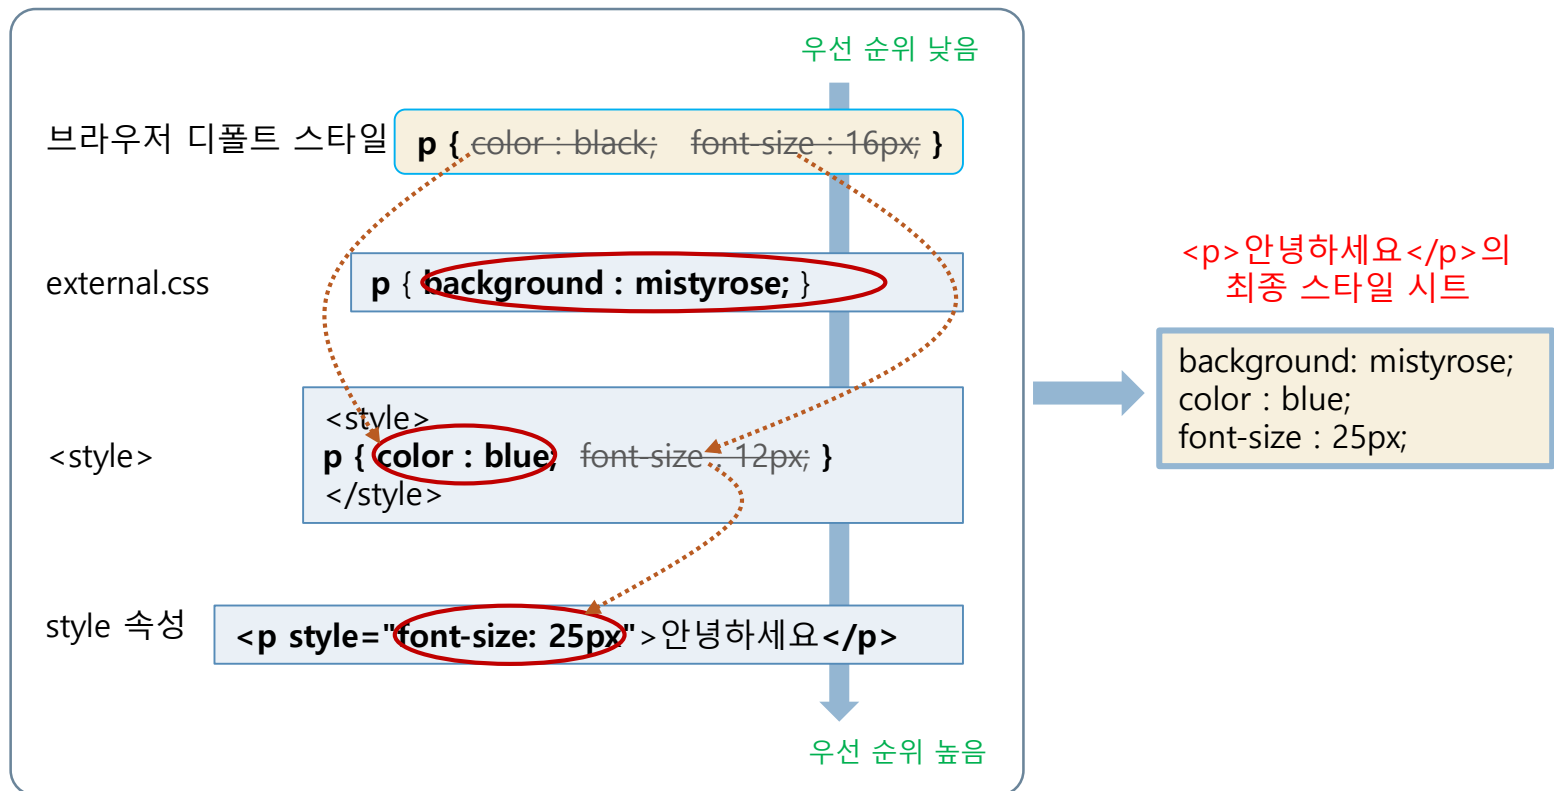 우선 순위 낮음
브라우저 디폴트 스타일
p { color : black; font-size : 16px; }
external.css
p { background : mistyrose; }
<style>
<style>
p { color : blue; font-size : 12px; }
</style>
style 속성
<p style="font-size: 25px">안녕하세요</p>
우선 순위 높음
<p>안녕하세요</p>의
최종 스타일 시트
background: mistyrose;
color : blue;
font-size : 25px;